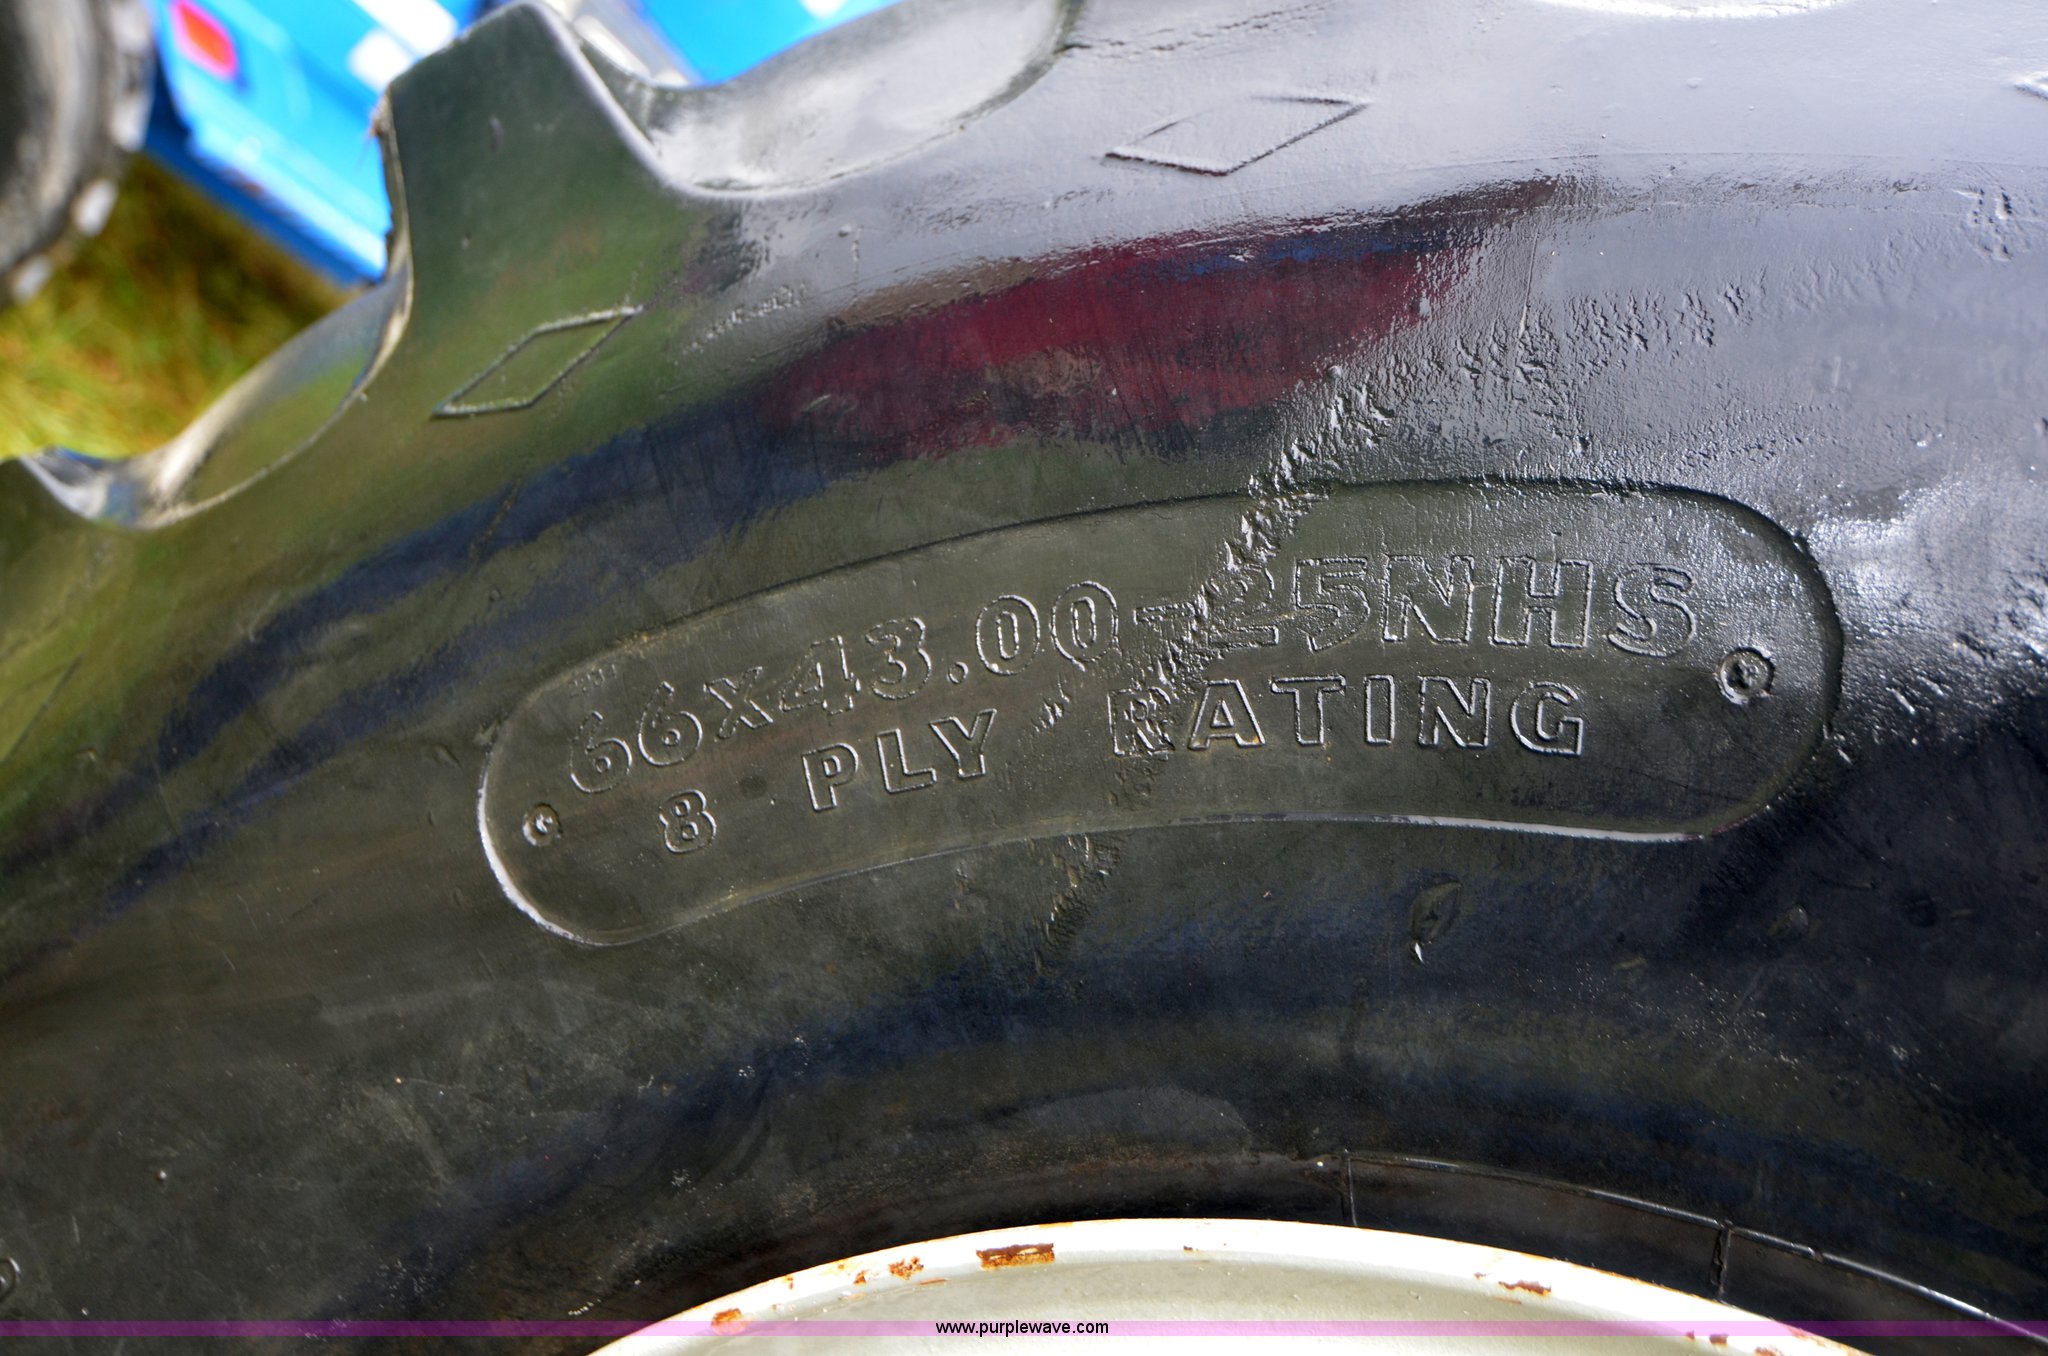 66x43.00-25NHS
8 PLY RATING
www.purplewave.com